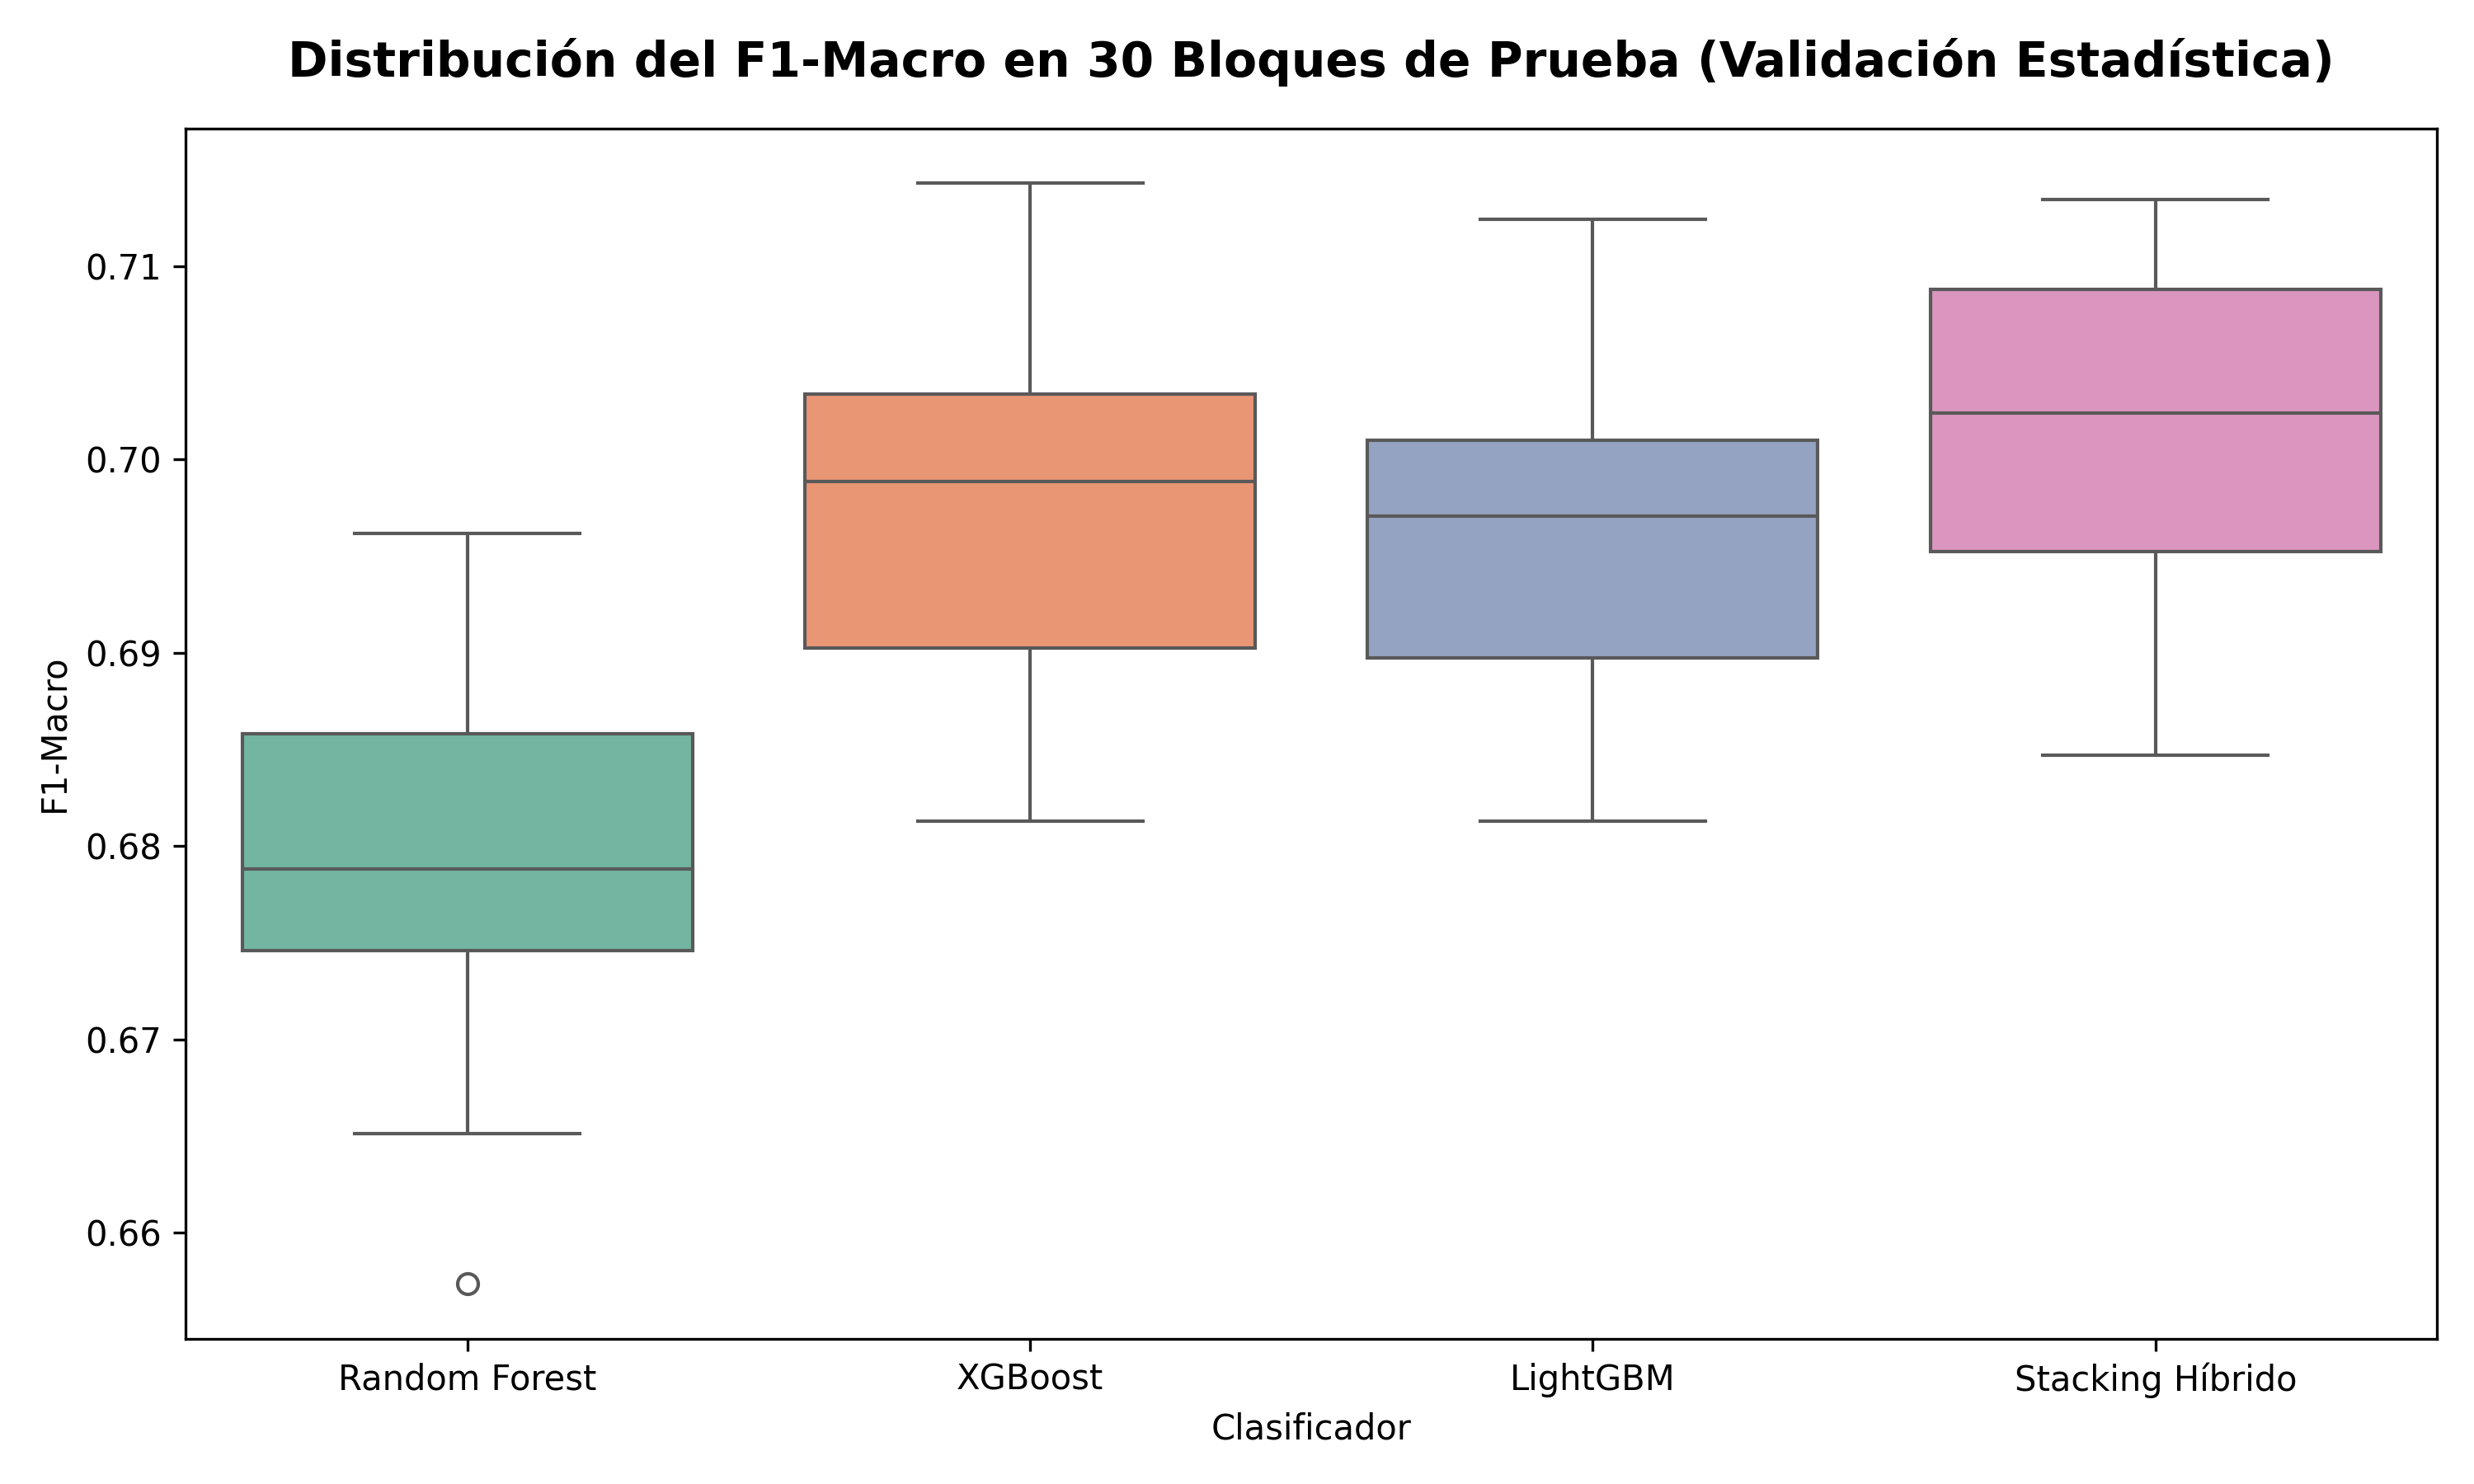 Distribución del F1-Macro en 30 Bloques de Prueba (Validación Estadística)
F1-Macro
0.71
0.70
0.69
0.68
0.67
0.66
Random Forest
XGBoost
LightGBM
Stacking Híbrido
Clasificador